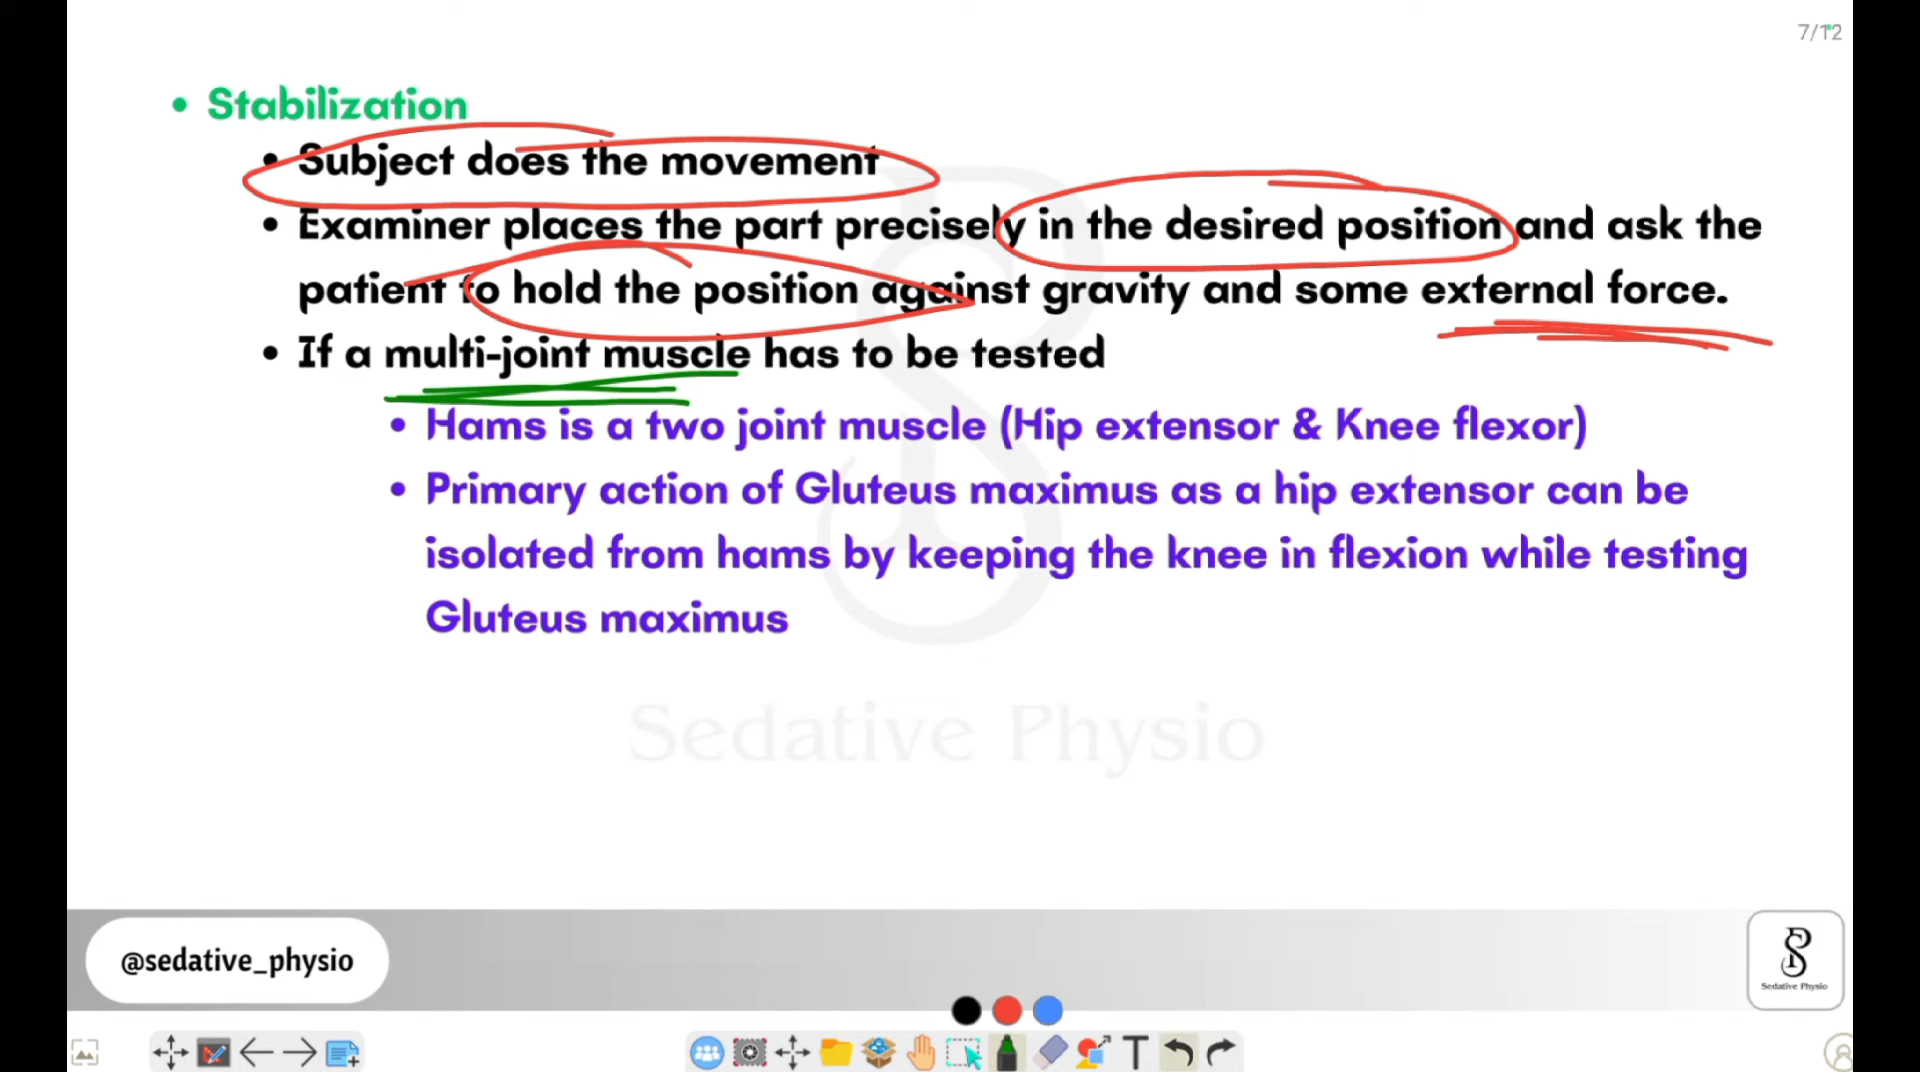 7/12
• Stabilization
• Subject does the movement
• Examiner places the part precisely in the desired position and ask the
patient to hold the position against gravity and some external force.
• If a multi-joint muscle has to be tested
• Hams is a two joint muscle (Hip extensor & Knee flexor)
• Primary action of Gluteus maximus as a hip extensor can be
isolated from hams by keeping the knee in flexion while testing
Gluteus maximus
Sedative Physio
@sedative_physio
Sedative Physio
T